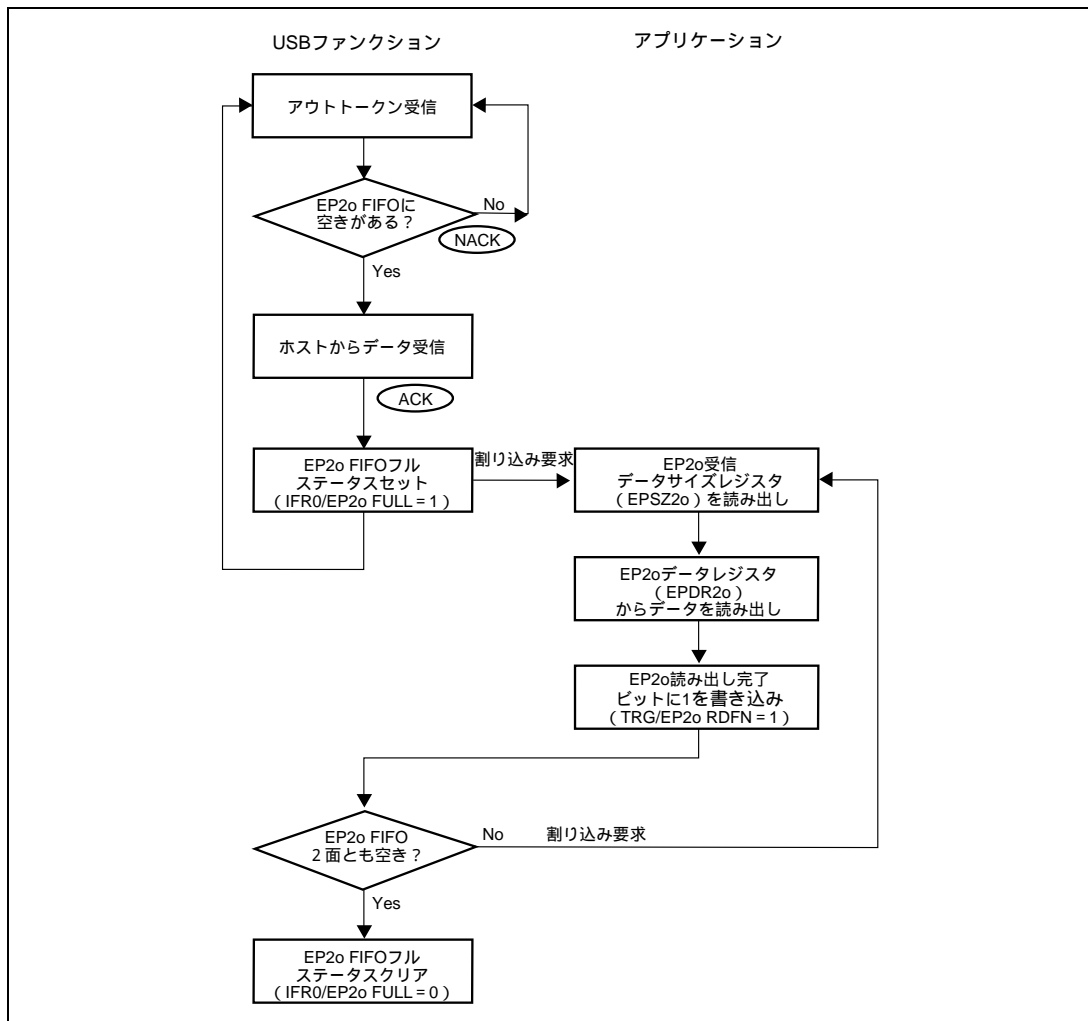 USBファンクション
アプリケーション
アウトトークン受信
EP2o FIFOに
空きがある？
No
NACK
Yes
ホストからデータ受信
ACK
EP2o FIFOフル
ステータスセット
（IFR0/EP2o FULL = 1）
割り込み要求
EP2o受信
データサイズレジスタ
（EPSZ2o）を読み出し
EP2oデータレジスタ
（EPDR2o）
からデータを読み出し
EP2o読み出し完了
ビットに1を書き込み
（TRG/EP2o RDFN = 1）
EP2o FIFO
2 面とも空き？
No
割り込み要求
Yes
EP2o FIFOフル
ステータスクリア
（IFR0/EP2o FULL = 0）